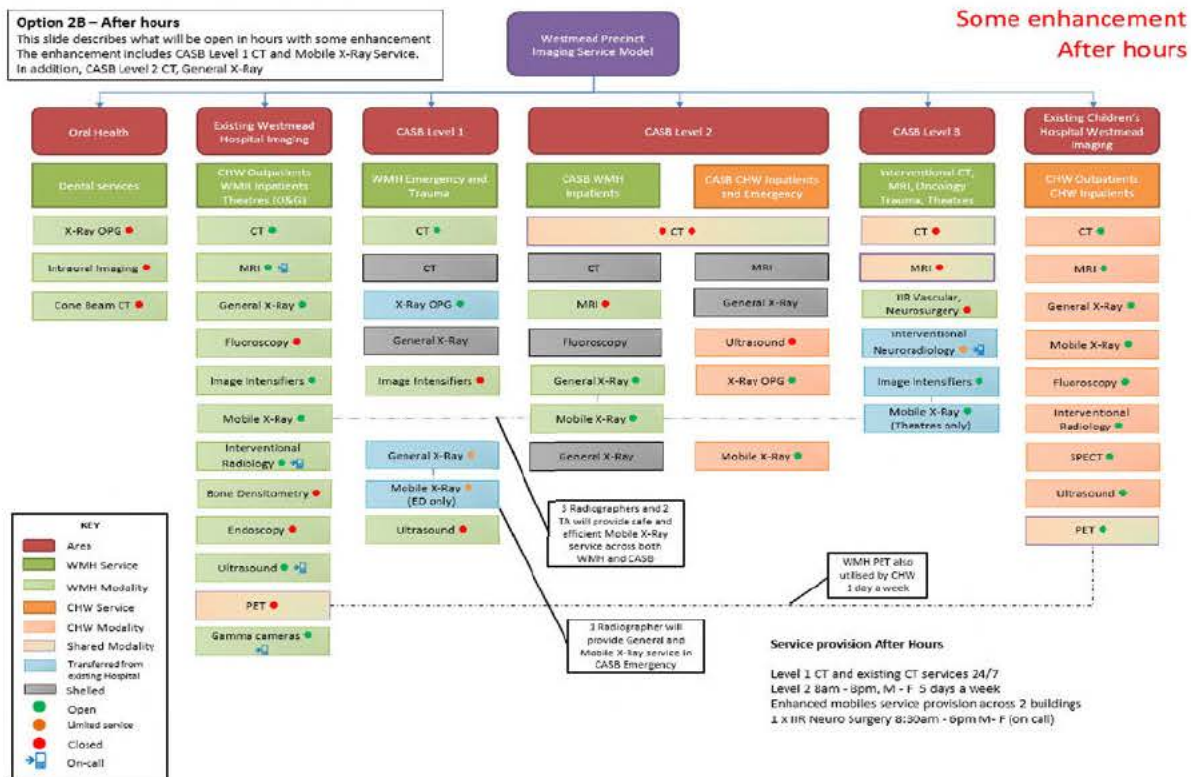 Option 2B – After hours
This slide describes what will be open in hours with some enhancement
The enhancement includes CASB Level 1 CT and Mobile X-Ray Service.
In addition, CASB Level 2 CT, General X-Ray
Westmead Precinct
Imaging Service Model
Some enhancement
After hours
Oral Health
Existing Westmead
Hospital Imaging
CASB Level 1
CASB Level 2
CASB Level 3
Existing Children's
Hospital Westmead
Imaging
Dental services
CHW Outpatients
WMH Inpatients
Theatres (O&G)
WMH Emergency and
Trauma
CASB WMH
Inpatients
CASB CHW Inpatients
and Emergency
Interventional CT,
MRI, Oncology
Trauma, Theatres
CHW Outpatients
CHW Inpatients
X-Ray OPG
Intraural Imaging
Cone Beam CT
CT
MRI
General X-Ray
Fluoroscopy
Image Intensifiers
Mobile X-Ray
Interventional
Radiology
Bone Densitometry
Endoscopy
Ultrasound
PET
Gamma cameras
CT
CT
X-Ray OPG
General X-Ray
Image Intensifiers
General X-Ray
Mobile X-Ray
(ED only)
Ultrasound
CT
CT
MRI
Fluoroscopy
General X-Ray
Mobile X-Ray
General X-Ray
MRI
General X-Ray
Ultrasound
X-Ray OPG
Mobile X-Ray
CT
MRI
IIR Vascular,
Neurosurgery
Interventional
Neuroradiology
Image Intensifiers
Mobile X-Ray
(Theatres only)
CT
MRI
General X-Ray
Mobile X-Ray
Fluoroscopy
Interventional
Radiology
SPECT
Ultrasound
PET
3 Radiographers and 2
TA will provide safe and
efficient Mobile X-Ray
service across both
WMH and CASB
WMH PET also
utilised by CHW
1 day a week
Radiographer will
provide General and
Mobile X-Ray service in
CASB Emergency
KEY
Area
WMH Service
WMH Modality
CHW Service
CHW Modality
Shared Modality
Transferred from
existing Hospital
Shelled
Open
Limited service
Closed
On-call
Service provision After Hours
Level 1 CT and existing CT services 24/7
Level 2 8am - 8pm, M - F 5 days a week
Enhanced mobiles service provision across 2 buildings
1 x IIR Neuro Surgery 8:30am - 6pm M- F (on call)